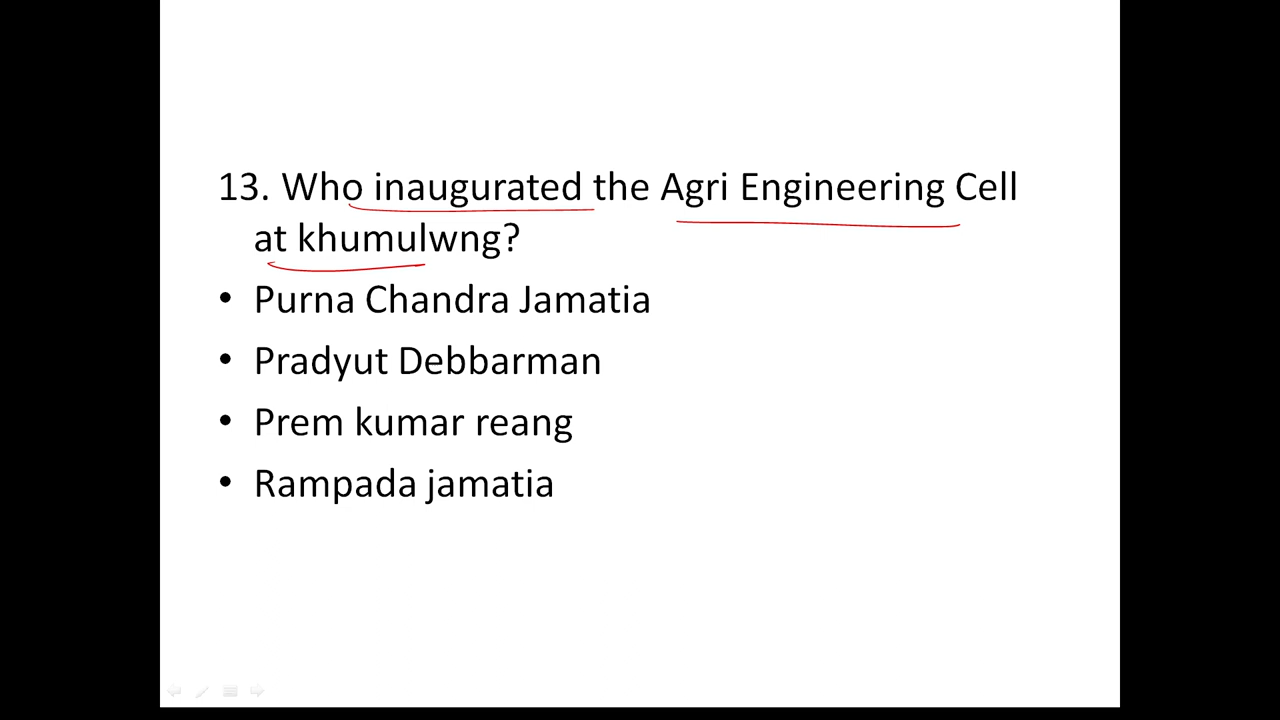 13. Who inaugurated the Agri Engineering Cell
at khumulwng?
• Purna Chandra Jamatia
• Pradyut Debbarman
• Prem kumar reang
• Rampada jamatia